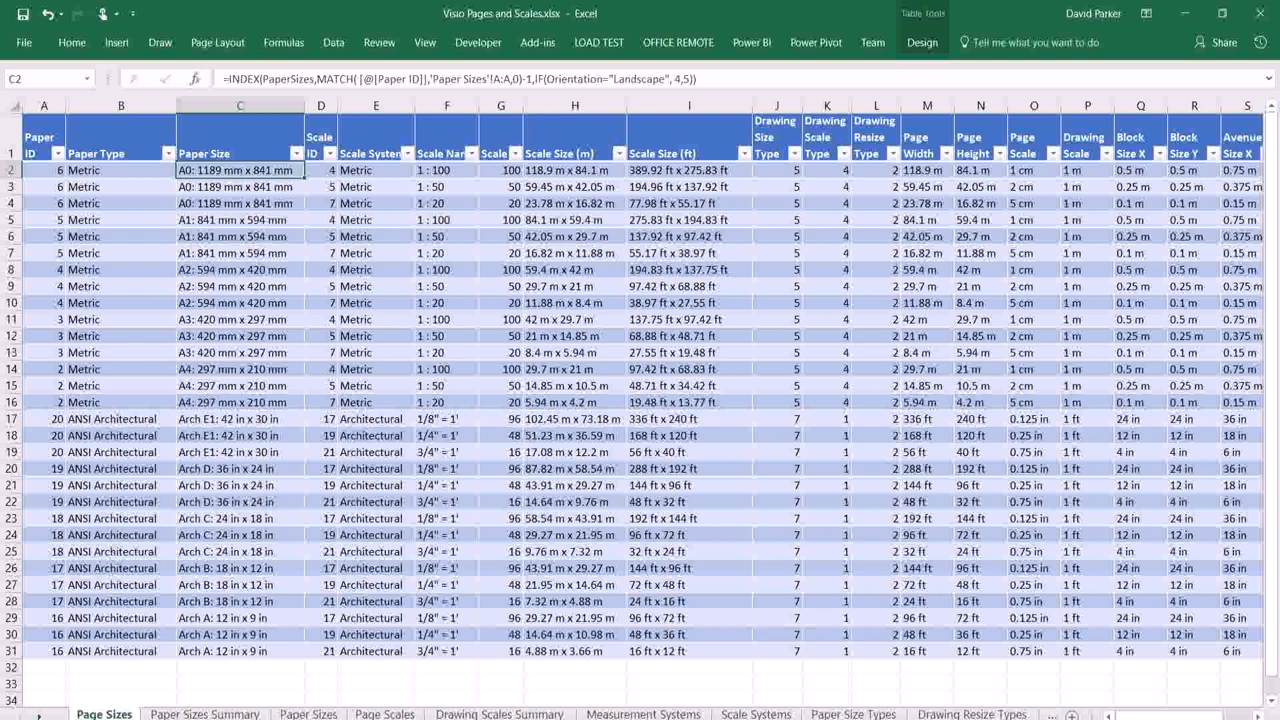 Visio Pages and Scales.xlsx - Excel Table Tools David Parker
File Home Insert Draw Page Layout Formulas Data Review View Developer Add-ins LOAD TEST OFFICE REMOTE Power BI Power Pivot Team Design Tell me what you want to do Share
C2 fx =INDEX(PaperSizes,MATCH([@[Paper ID]],'Paper Sizes'!A:A,0)-1,IF(Orientation="Landscape", 4,5))
A B C D E F G H I J K L M N O P Q R S
1 Paper ID Paper Type Paper Size Scale ID Scale System Scale Nar Scale Scale Size (m) Scale Size (ft) Drawing Size Type Drawing Scale Type Drawing Resize Type Page Width Page Height Page Scale Drawing Scale Block Size X Block Size Y Avenue Size X
2 6 Metric A0: 1189 mm x 841 mm 4 Metric 1 : 100 100 118.9 m x 84.1 m 389.92 ft x 275.83 ft 5 4 2 118.9 m 84.1 m 1 cm 1 m 0.5 m 0.5 m 0.75 m
3 6 Metric A0: 1189 mm x 841 mm 5 Metric 1 : 50 50 59.45 m x 42.05 m 194.96 ft x 137.92 ft 5 4 2 59.45 m 42.05 m 2 cm 1 m 0.25 m 0.25 m 0.375 m
4 6 Metric A0: 1189 mm x 841 mm 7 Metric 1 : 20 20 23.78 m x 16.82 m 77.98 ft x 55.17 ft 5 4 2 23.78 m 16.82 m 5 cm 1 m 0.1 m 0.1 m 0.15 m
5 5 Metric A1: 841 mm x 594 mm 4 Metric 1 : 100 100 84.1 m x 59.4 m 275.83 ft x 194.83 ft 5 4 2 84.1 m 59.4 m 1 cm 1 m 0.5 m 0.5 m 0.75 m
6 5 Metric A1: 841 mm x 594 mm 5 Metric 1 : 50 50 42.05 m x 29.7 m 137.92 ft x 97.42 ft 5 4 2 42.05 m 29.7 m 2 cm 1 m 0.25 m 0.25 m 0.375 m
7 5 Metric A1: 841 mm x 594 mm 7 Metric 1 : 20 20 16.82 m x 11.88 m 55.17 ft x 38.97 ft 5 4 2 16.82 m 11.88 m 5 cm 1 m 0.1 m 0.1 m 0.15 m
8 4 Metric A2: 594 mm x 420 mm 4 Metric 1 : 100 100 59.4 m x 42 m 194.83 ft x 137.75 ft 5 4 2 59.4 m 42 m 1 cm 1 m 0.5 m 0.5 m 0.75 m
9 4 Metric A2: 594 mm x 420 mm 5 Metric 1 : 50 50 29.7 m x 21 m 97.42 ft x 68.88 ft 5 4 2 29.7 m 21 m 2 cm 1 m 0.25 m 0.25 m 0.375 m
10 4 Metric A2: 594 mm x 420 mm 7 Metric 1 : 20 20 11.88 m x 8.4 m 38.97 ft x 27.55 ft 5 4 2 11.88 m 8.4 m 5 cm 1 m 0.1 m 0.1 m 0.15 m
11 3 Metric A3: 420 mm x 297 mm 4 Metric 1 : 100 100 42 m x 29.7 m 137.75 ft x 97.42 ft 5 4 2 42 m 29.7 m 1 cm 1 m 0.5 m 0.5 m 0.75 m
12 3 Metric A3: 420 mm x 297 mm 5 Metric 1 : 50 50 21 m x 14.85 m 68.88 ft x 48.71 ft 5 4 2 21 m 14.85 m 2 cm 1 m 0.25 m 0.25 m 0.375 m
13 3 Metric A3: 420 mm x 297 mm 7 Metric 1 : 20 20 8.4 m x 5.94 m 27.55 ft x 19.48 ft 5 4 2 8.4 m 5.94 m 5 cm 1 m 0.1 m 0.1 m 0.15 m
14 2 Metric A4: 297 mm x 210 mm 4 Metric 1 : 100 100 29.7 m x 21 m 97.42 ft x 68.83 ft 5 4 2 29.7 m 21 m 1 cm 1 m 0.5 m 0.5 m 0.75 m
15 2 Metric A4: 297 mm x 210 mm 5 Metric 1 : 50 50 14.85 m x 10.5 m 48.71 ft x 34.42 ft 5 4 2 14.85 m 10.5 m 2 cm 1 m 0.25 m 0.25 m 0.375 m
16 2 Metric A4: 297 mm x 210 mm 7 Metric 1 : 20 20 5.94 m x 4.2 m 19.48 ft x 13.77 ft 5 4 2 5.94 m 4.2 m 5 cm 1 m 0.1 m 0.1 m 0.15 m
17 20 ANSI Architectural Arch E1: 42 in x 30 in 17 Architectural 1/8" = 1' 96 102.45 m x 73.18 m 336 ft x 240 ft 7 1 2 336 ft 240 ft 0.125 in 1 ft 24 in 24 in 36 in
18 20 ANSI Architectural Arch E1: 42 in x 30 in 19 Architectural 1/4" = 1' 48 51.23 m x 36.59 m 168 ft x 120 ft 7 1 2 168 ft 120 ft 0.25 in 1 ft 12 in 12 in 18 in
19 20 ANSI Architectural Arch E1: 42 in x 30 in 21 Architectural 3/4" = 1' 16 17.08 m x 12.2 m 56 ft x 40 ft 7 1 2 56 ft 40 ft 0.75 in 1 ft 4 in 4 in 6 in
20 19 ANSI Architectural Arch D: 36 in x 24 in 17 Architectural 1/8" = 1' 96 87.82 m x 58.54 m 288 ft x 192 ft 7 1 2 288 ft 192 ft 0.125 in 1 ft 24 in 24 in 36 in
21 19 ANSI Architectural Arch D: 36 in x 24 in 19 Architectural 1/4" = 1' 48 43.91 m x 29.27 m 144 ft x 96 ft 7 1 2 144 ft 96 ft 0.25 in 1 ft 12 in 12 in 18 in
22 19 ANSI Architectural Arch D: 36 in x 24 in 21 Architectural 3/4" = 1' 16 14.64 m x 9.76 m 48 ft x 32 ft 7 1 2 48 ft 32 ft 0.75 in 1 ft 4 in 4 in 6 in
23 18 ANSI Architectural Arch C: 24 in x 18 in 17 Architectural 1/8" = 1' 96 58.54 m x 43.91 m 192 ft x 144 ft 7 1 2 192 ft 144 ft 0.125 in 1 ft 24 in 24 in 36 in
24 18 ANSI Architectural Arch C: 24 in x 18 in 19 Architectural 1/4" = 1' 48 29.27 m x 21.95 m 96 ft x 72 ft 7 1 2 96 ft 72 ft 0.25 in 1 ft 12 in 12 in 18 in
25 18 ANSI Architectural Arch C: 24 in x 18 in 21 Architectural 3/4" = 1' 16 9.76 m x 7.32 m 32 ft x 24 ft 7 1 2 32 ft 24 ft 0.75 in 1 ft 4 in 4 in 6 in
26 17 ANSI Architectural Arch B: 18 in x 12 in 17 Architectural 1/8" = 1' 96 43.91 m x 29.27 m 144 ft x 96 ft 7 1 2 144 ft 96 ft 0.125 in 1 ft 24 in 24 in 36 in
27 17 ANSI Architectural Arch B: 18 in x 12 in 19 Architectural 1/4" = 1' 48 21.95 m x 14.64 m 72 ft x 48 ft 7 1 2 72 ft 48 ft 0.25 in 1 ft 12 in 12 in 18 in
28 17 ANSI Architectural Arch B: 18 in x 12 in 21 Architectural 3/4" = 1' 16 7.32 m x 4.88 m 24 ft x 16 ft 7 1 2 24 ft 16 ft 0.75 in 1 ft 4 in 4 in 6 in
29 16 ANSI Architectural Arch A: 12 in x 9 in 17 Architectural 1/8" = 1' 96 29.27 m x 21.95 m 96 ft x 72 ft 7 1 2 96 ft 72 ft 0.125 in 1 ft 24 in 24 in 36 in
30 16 ANSI Architectural Arch A: 12 in x 9 in 19 Architectural 1/4" = 1' 48 14.64 m x 10.98 m 48 ft x 36 ft 7 1 2 48 ft 36 ft 0.25 in 1 ft 12 in 12 in 18 in
31 16 ANSI Architectural Arch A: 12 in x 9 in 21 Architectural 3/4" = 1' 16 4.88 m x 3.66 m 16 ft x 12 ft 7 1 2 16 ft 12 ft 0.75 in 1 ft 4 in 4 in 6 in
32
33
34
Page Sizes Paper Sizes Summary Paper Sizes Page Scales Drawing Scales Summary Measurement Systems Scale Systems Paper Size Types Drawing Resize Types ...